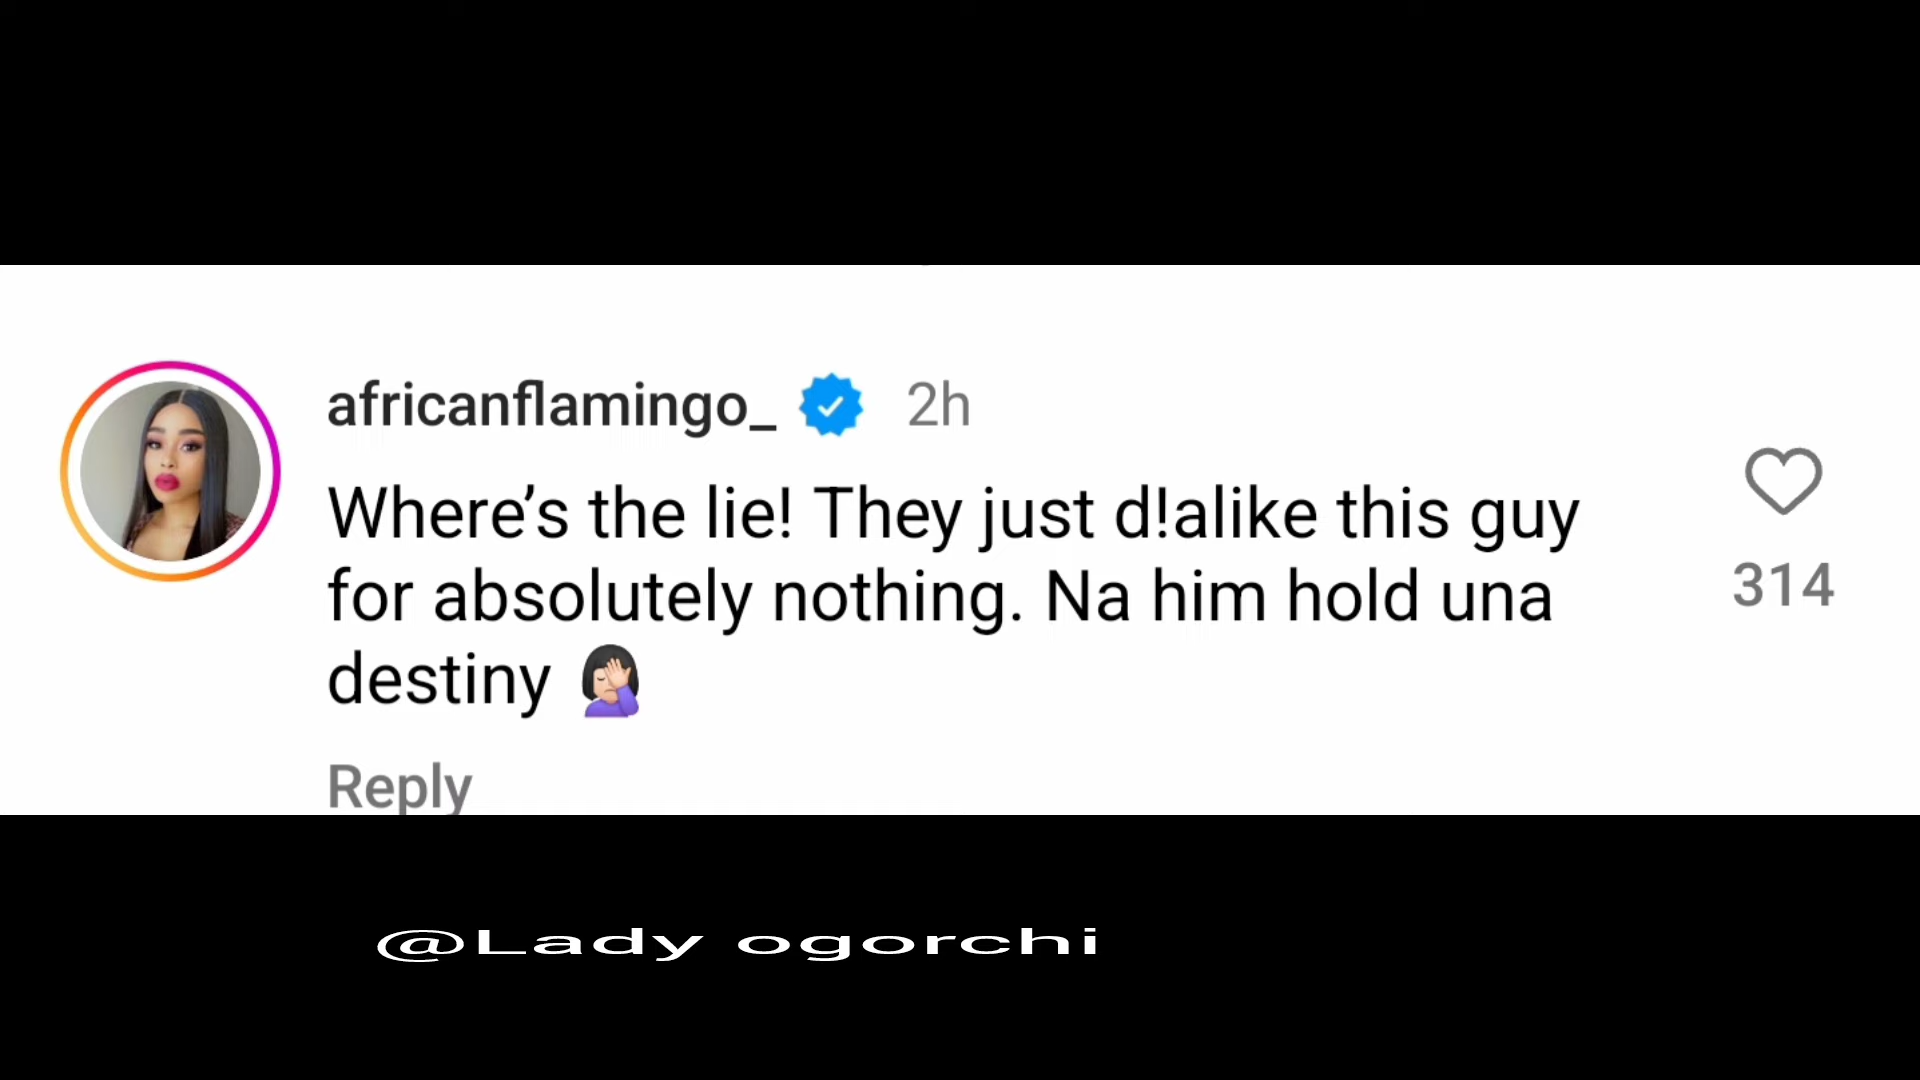 africanflamingo_ 2h
Where’s the lie! They just d!alike this guy
for absolutely nothing. Na him hold una
destiny 🤦🏻‍♀️
314
Reply
@Lady ogorchi